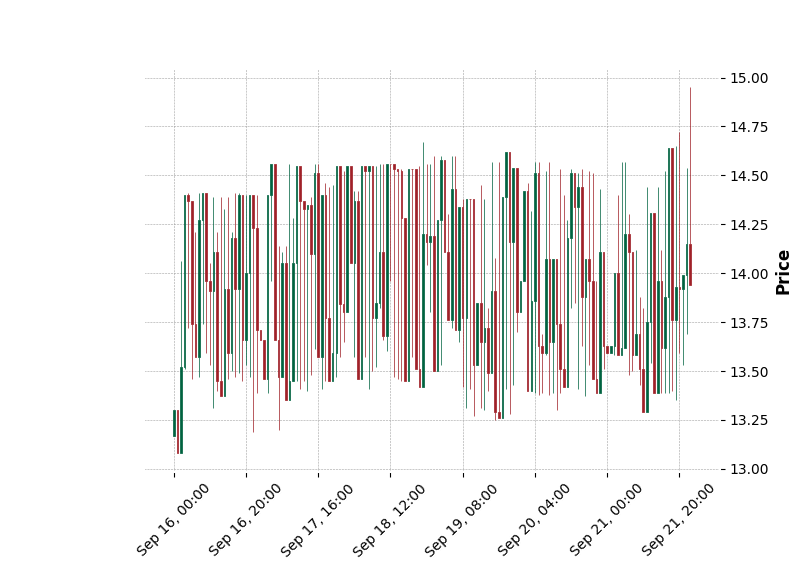 15.00
14.75
14.50
14.25
14.00
13.75
13.50
13.25
13.00
Price
Sep 16, 00:00
Sep 16, 20:00
Sep 17, 16:00
Sep 18, 12:00
Sep 19, 08:00
Sep 20, 04:00
Sep 21, 00:00
Sep 21, 20:00